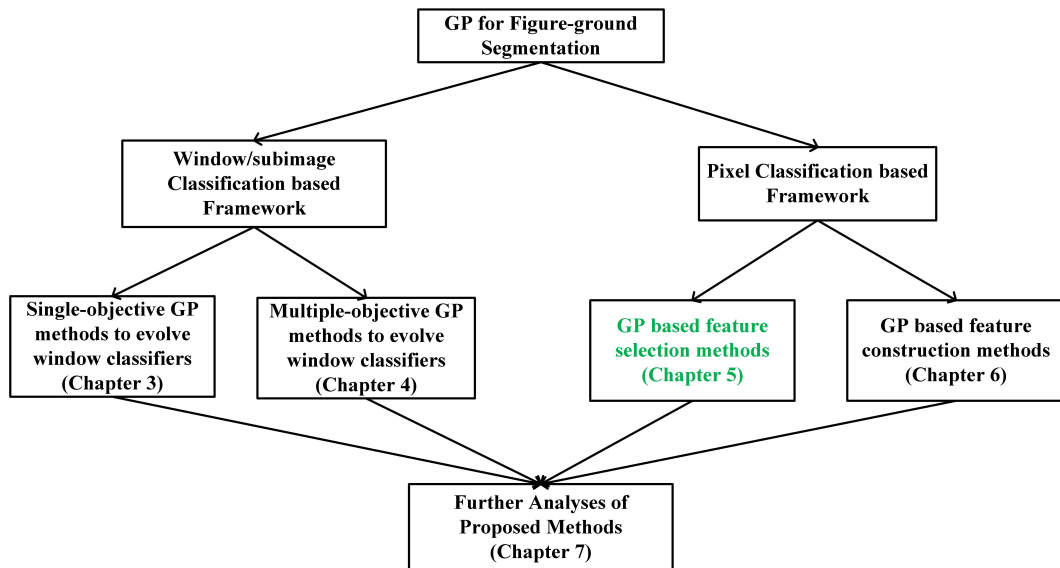 GP for Figure-ground
Segmentation
Window/subimage
Classification based
Framework
Pixel Classification based
Framework
Single-objective GP
methods to evolve
window classifiers
(Chapter 3)
Multiple-objective GP
methods to evolve
window classifiers
(Chapter 4)
GP based feature
selection methods
(Chapter 5)
GP based feature
construction methods
(Chapter 6)
Further Analyses of
Proposed Methods
(Chapter 7)